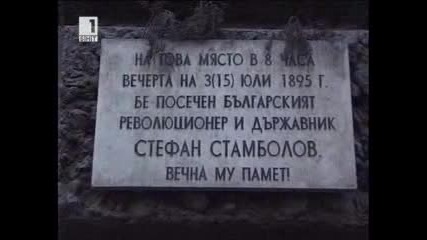 1
БНТ
НА ТОВА МЯСТО В 8 ЧАСА
ВЕЧЕРТА НА 3(15) ЮЛИ 1895 Г.
БЕ ПОСЕЧЕН БЪЛГАРСКИЯТ
РЕВОЛЮЦИОНЕР И ДЪРЖАВНИК
СТЕФАН СТАМБОЛОВ.
ВЕЧНА МУ ПАМЕТ!